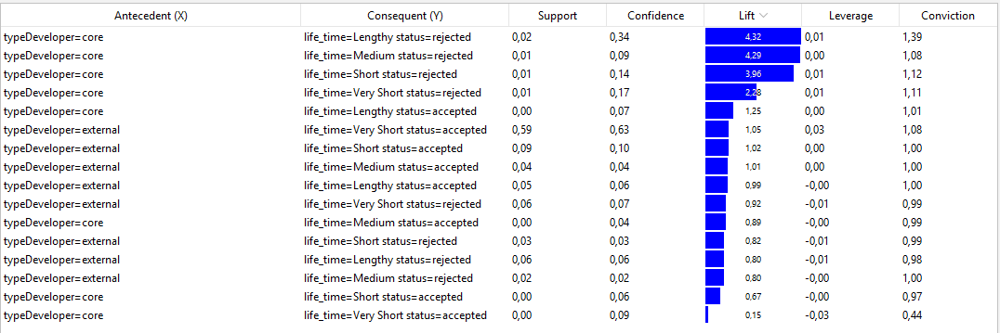 Antecedent (X) Consequent (Y) Support Confidence Lift Leverage Conviction
typeDeveloper=core life_time=Lengthy status=rejected 0,02 0,34 4,32 0,01 1,39
typeDeveloper=core life_time=Medium status=rejected 0,01 0,09 4,29 0,00 1,08
typeDeveloper=core life_time=Short status=rejected 0,01 0,14 3,96 0,01 1,12
typeDeveloper=core life_time=Very Short status=rejected 0,01 0,17 2,28 0,01 1,11
typeDeveloper=core life_time=Lengthy status=accepted 0,00 0,07 1,25 0,00 1,01
typeDeveloper=external life_time=Very Short status=accepted 0,59 0,63 1,05 0,03 1,08
typeDeveloper=external life_time=Short status=accepted 0,09 0,10 1,02 0,00 1,00
typeDeveloper=external life_time=Medium status=accepted 0,04 0,04 1,01 0,00 1,00
typeDeveloper=external life_time=Lengthy status=accepted 0,05 0,06 0,99 -0,00 1,00
typeDeveloper=external life_time=Very Short status=rejected 0,06 0,07 0,92 -0,01 0,99
typeDeveloper=core life_time=Medium status=accepted 0,00 0,04 0,89 -0,00 0,99
typeDeveloper=external life_time=Short status=rejected 0,03 0,03 0,82 -0,01 0,99
typeDeveloper=external life_time=Lengthy status=rejected 0,06 0,06 0,80 -0,01 0,98
typeDeveloper=external life_time=Medium status=rejected 0,02 0,02 0,80 -0,00 1,00
typeDeveloper=core life_time=Short status=accepted 0,00 0,06 0,67 -0,00 0,97
typeDeveloper=core life_time=Very Short status=accepted 0,00 0,09 0,15 -0,03 0,44